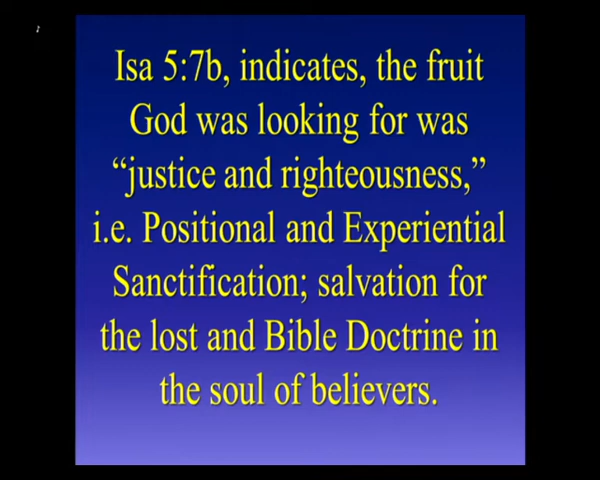 Isa 5:7b, indicates, the fruit
God was looking for was
“justice and righteousness,”
i.e. Positional and Experiential
Sanctification; salvation for
the lost and Bible Doctrine in
the soul of believers.